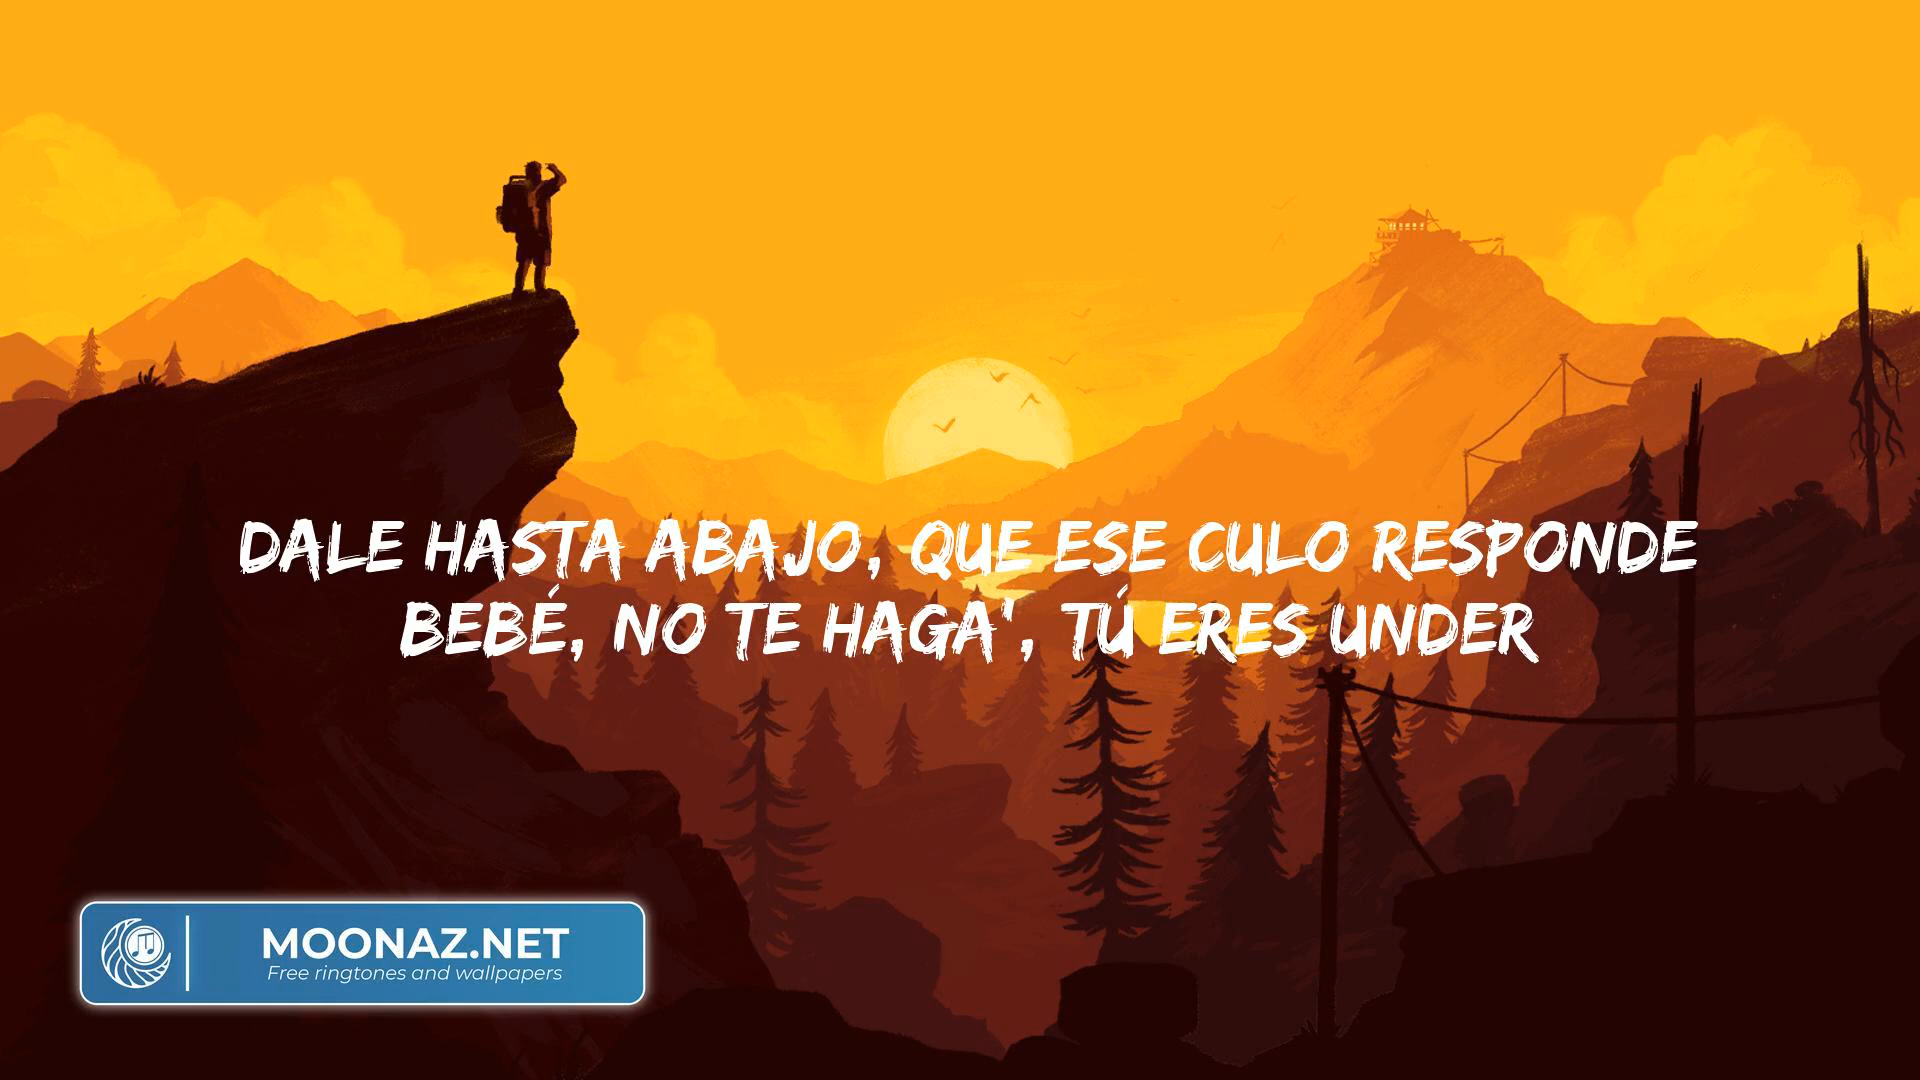 DALE HASTA ABAJO, QUE ESE CULO RESPONDE
BEBÉ, NO TE HAGA', TÚ ERES UNDER
MOONAZ.NET
Free ringtones and wallpapers